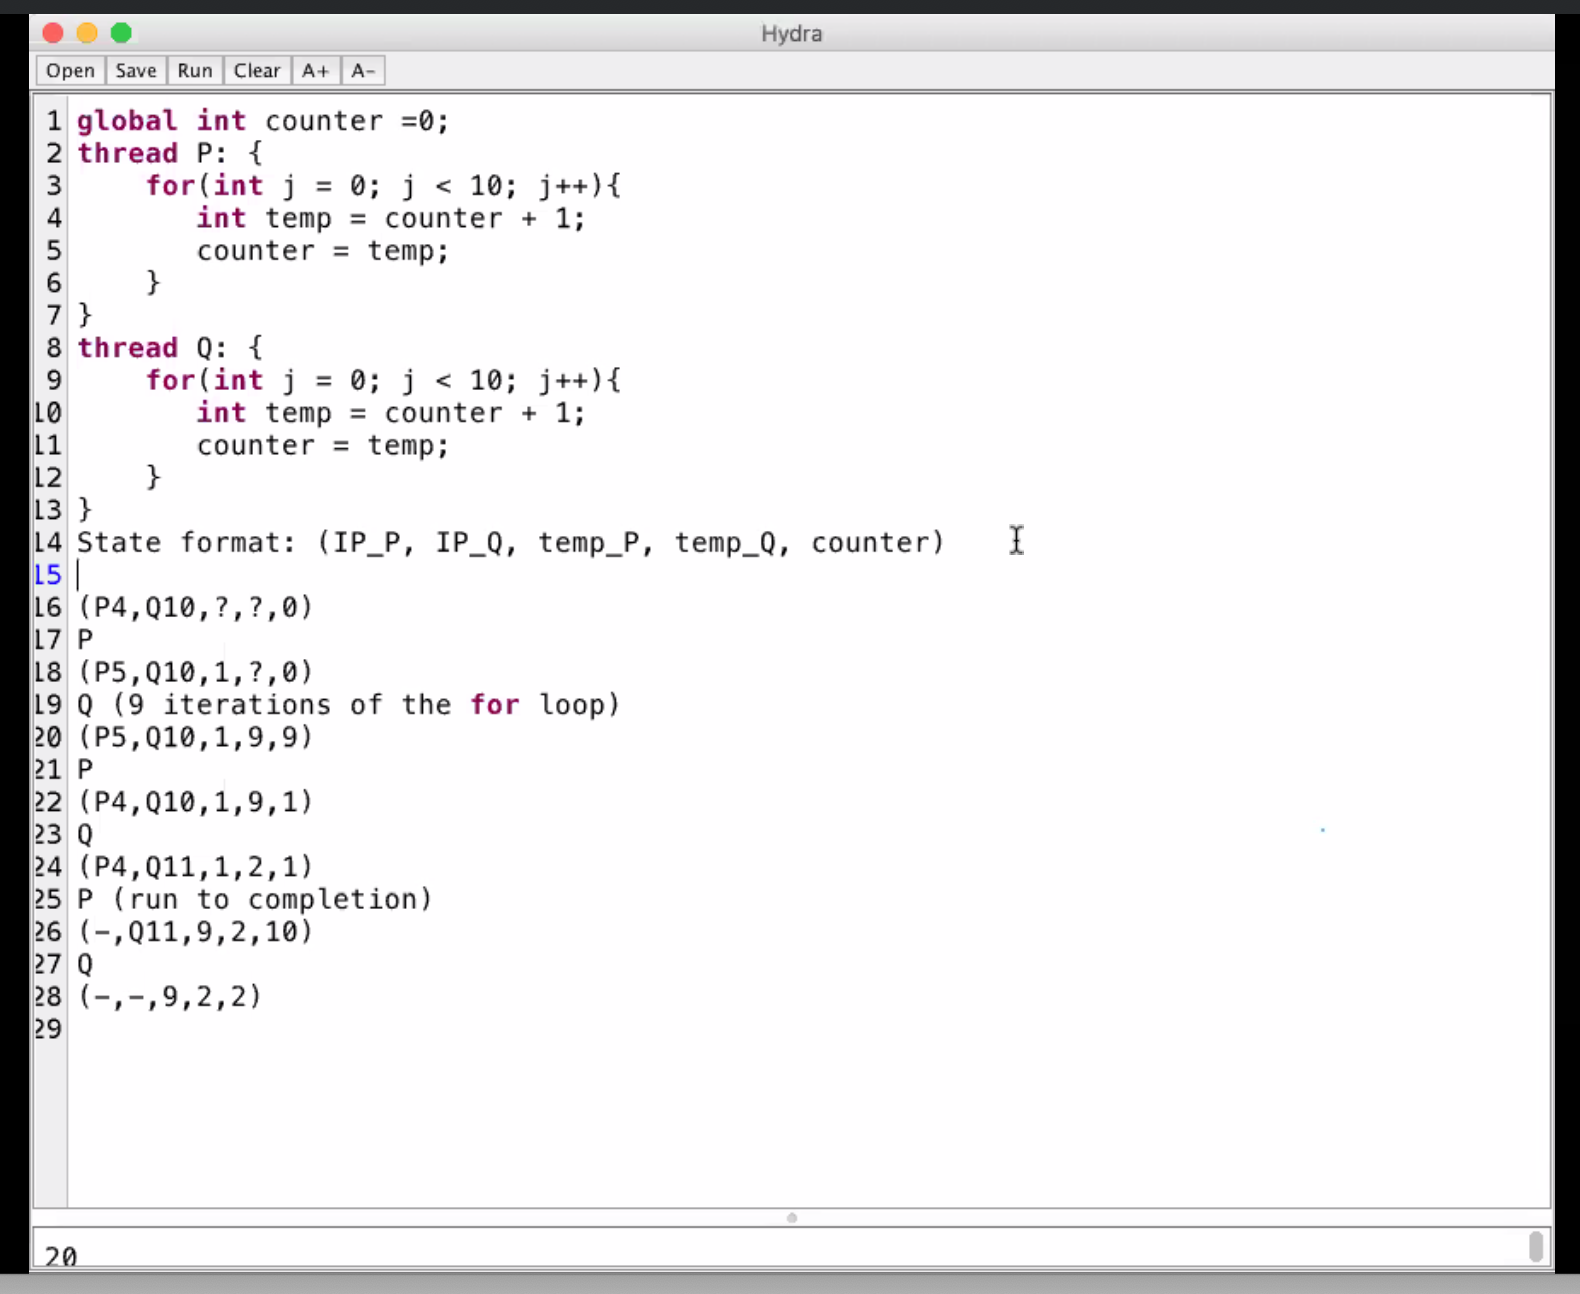 Hydra
Open Save Run Clear A+ A-
1 global int counter =0;
2 thread P: {
3 for(int j = 0; j < 10; j++){
4 int temp = counter + 1;
5 counter = temp;
6 }
7 }
8 thread Q: {
9 for(int j = 0; j < 10; j++){
10 int temp = counter + 1;
11 counter = temp;
12 }
13 }
14 State format: (IP_P, IP_Q, temp_P, temp_Q, counter)
15
16 (P4,Q10,?,?,0)
17 P
18 (P5,Q10,1,?,0)
19 Q (9 iterations of the for loop)
20 (P5,Q10,1,9,9)
21 P
22 (P4,Q10,1,9,1)
23 Q
24 (P4,Q11,1,2,1)
25 P (run to completion)
26 (-,Q11,9,2,10)
27 Q
28 (-,-,9,2,2)
29
20